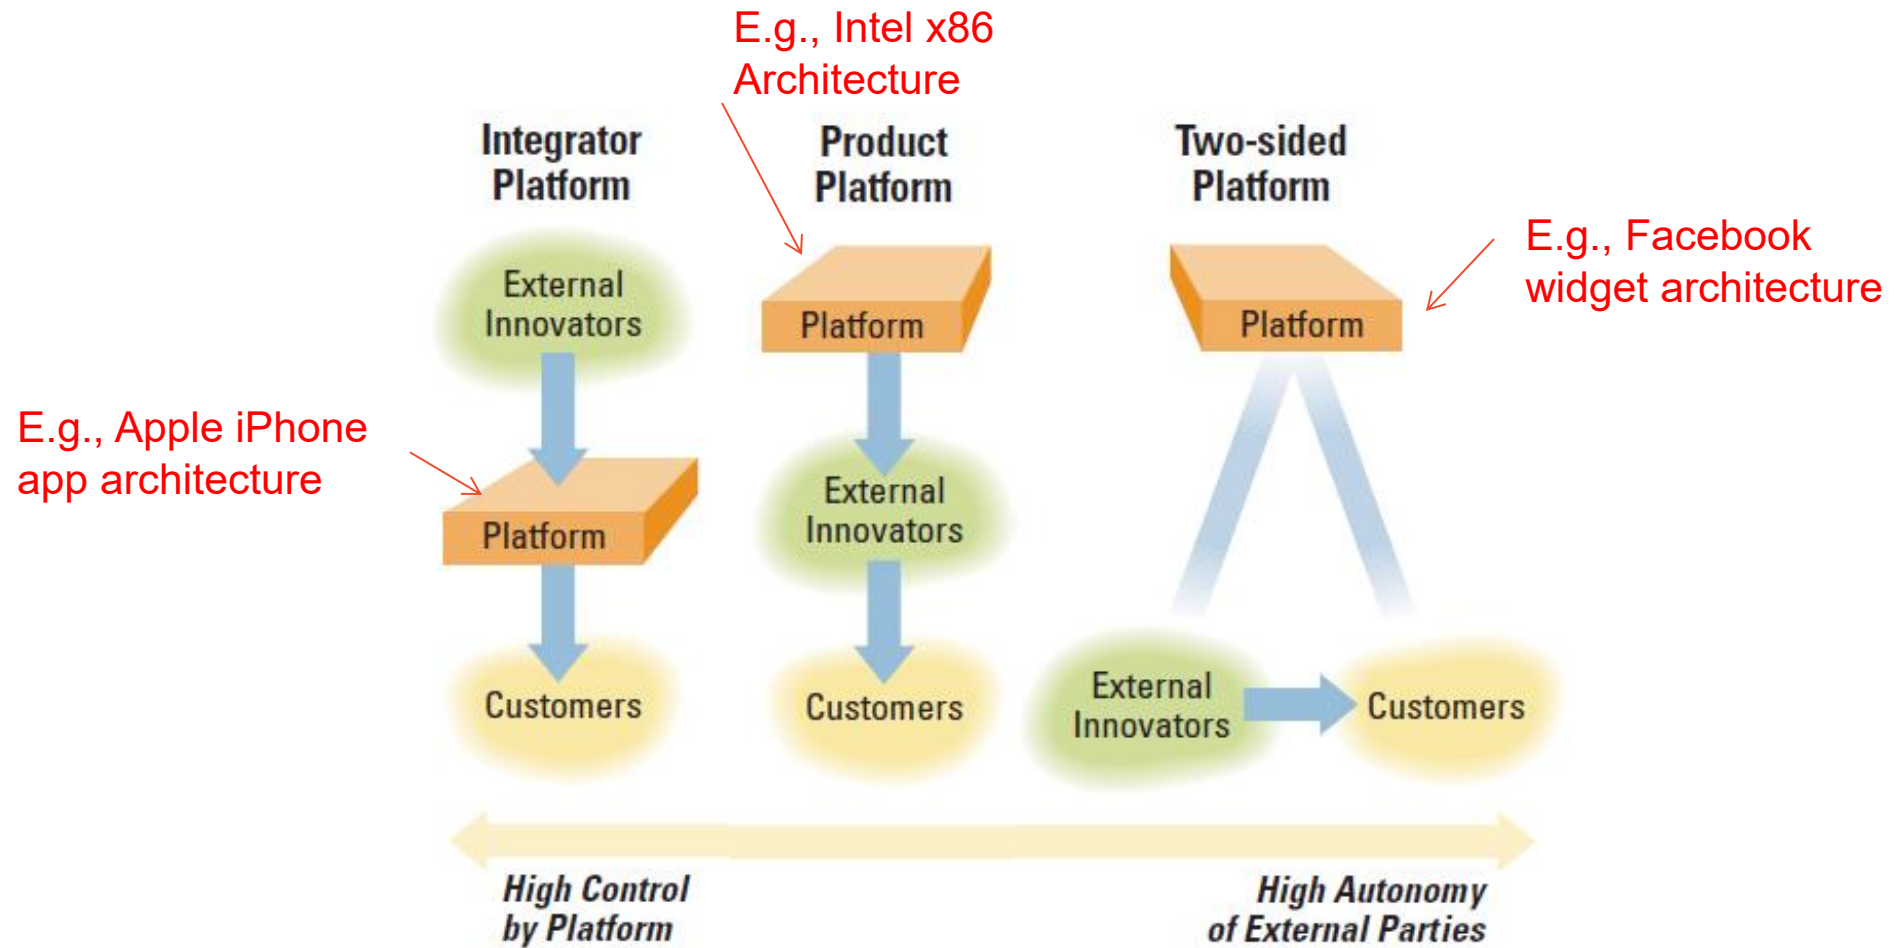 E.g., Intel x86
Architecture
Integrator
Platform
Product
Platform
Two-sided
Platform
E.g., Facebook
widget architecture
External
Innovators
Platform
Platform
E.g., Apple iPhone
app architecture
Platform
External
Innovators
Customers
Customers
External
Innovators
Customers
High Control
by Platform
High Autonomy
of External Parties